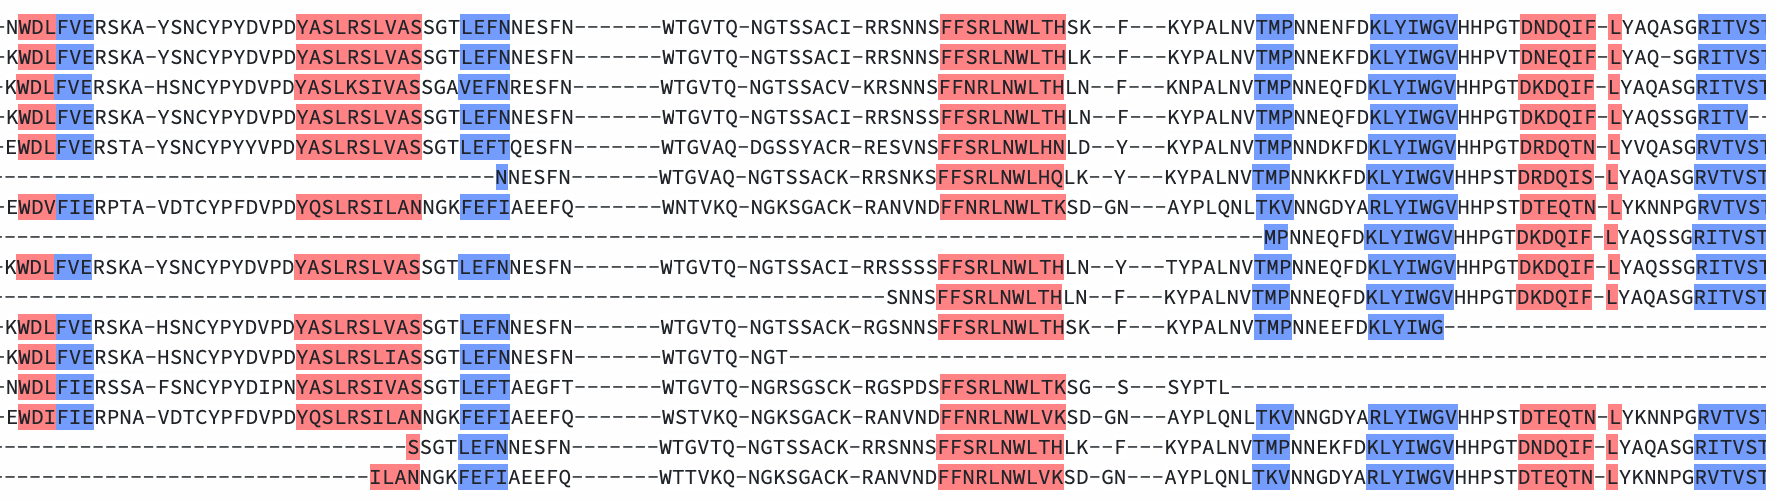 -NWDLFVERSKA-YSNCYPYDVPDYASLRSLVASSGTLEFNNESFN-------WTGVTQ-NGTSSACI-RRSNNSFFSRLNWLTHSK--F---KYPALNVTMPNNENFDKLYIWGVHHPGTDNDQIF-LYAQASGRITVST
-KWDLFVERSKA-YSNCYPYDVPDYASLRSLVASSGTLEFNNESFN-------WTGVTQ-NGTSSACI-RRSNNSFFSRLNWLTHLK--F---KYPALNVTMPNNEKFDKLYIWGVHHPVTDNEQIF-LYAQ-SGRITVST
-KWDLFVERSKA-HSNCYPYDVPDYASLKSIVASSGAVEFNRESFN-------WTGVTQ-NGTSSACV-KRSNNSFFNRLNWLTHLN--F---KNPALNVTMPNNEQFDKLYIWGVHHPGTDKDQIF-LYAQASGRITVST
-KWDLFVERSKA-YSNCYPYDVPDYASLRSLVASSGTLEFNNESFN-------WTGVTQ-NGTSSACI-RRSNSSFFSRLNWLTHLN--F---KYPALNVTMPNNEQFDKLYIWGVHHPGTDKDQIF-LYAQSSGRITV--
-EWDLFVERSTA-YSNCYPYYVPDYASLRSLVASSGTLEFTQESFN-------WTGVAQ-DGSSYACR-RESVNSFFSRLNWLHNLD--Y---KYPALNVTMPNNDKFDKLYIWGVHHPGTDRDQTN-LYVQASGRVTVST
----------------------------------------NNESFN-------WTGVAQ-NGTSSACK-RRSNKSFFSRLNWLHQLK--Y---KYPALNVTMPNNKKFDKLYIWGVHHPSTDRDQIS-LYAQASGRVTVST
-EWDVFIERPTA-VDTCYPFDVPDYQSLRSILANNGKFEFIAEEFQ-------WNTVKQ-NGKSGACK-RANVNDFFNRLNWLTKSD-GN---AYPLQNLTKVNNGDYARLYIWGVHHPSTDTEQTN-LYKNNPGRVTVST
-----------------------------------------------------------------------------------------------------MPNNEQFDKLYIWGVHHPGTDKDQIF-LYAQSSGRITVST
-KWDLFVERSKA-YSNCYPYDVPDYASLRSLVASSGTLEFNNESFN-------WTGVTQ-NGTSSACI-RRSSSSFFSRLNWLTHLN--Y---TYPALNVTMPNNEQFDKLYIWGVHHPGTDKDQIF-LYAQSSGRITVST
-----------------------------------------------------------------------SNNSFFSRLNWLTHLN--F---KYPALNVTMPNNEQFDKLYIWGVHHPGTDKDQIF-LYAQASGRITVST
-KWDLFVERSKA-HSNCYPYDVPDYASLRSLVASSGTLEFNNESFN-------WTGVTQ-NGTSSACK-RGSNNSFFSRLNWLTHSK--F---KYPALNVTMPNNEEFDKLYIWG--------------------------
-KWDLFVERSKA-HSNCYPYDVPDYASLRSLIASSGTLEFNNESFN-------WTGVTQ-NGT------------------------------------------------------------------------------
-NWDLFIERSSA-FSNCYPYDIPNYASLRSIVASSGTLEFTAEGFT-------WTGVTQ-NGRSGSCK-RGSPDSFFSRLNWLTKSG--S---SYPTL-------------------------------------------
-EWDIFIERPNA-VDTCYPFDVPDYQSLRSILANNGKFEFIAEEFQ-------WSTVKQ-NGKSGACK-RANVNDFFNRLNWLVKSD-GN---AYPLQNLTKVNNGDYARLYIWGVHHPSTDTEQTN-LYKNNPGRVTVST
---------------------------------SSGTLEFNNESFN-------WTGVTQ-NGTSSACK-RRSNNSFFSRLNWLTHLK--F---KYPALNVTMPNNEKFDKLYIWGVHHPGTDNDQIF-LYAQASGRITVST
------------------------------ILANNGKFEFIAEEFQ-------WTTVKQ-NGKSGACK-RANVNDFFNRLNWLVKSD-GN---AYPLQNLTKVNNGDYARLYIWGVHHPSTDTEQTN-LYKNNPGRVTVST